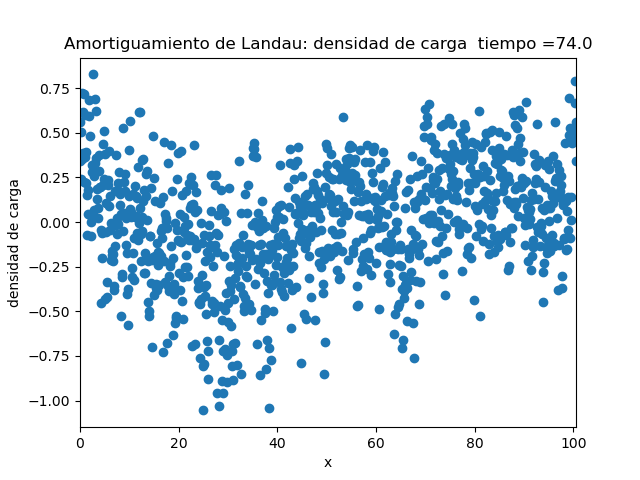 Amortiguamiento de Landau: densidad de carga  tiempo =74.0
0.75
0.50
0.25
0.00
−0.25
−0.50
−0.75
−1.00
densidad de carga
0 20 40 60 80 100
x